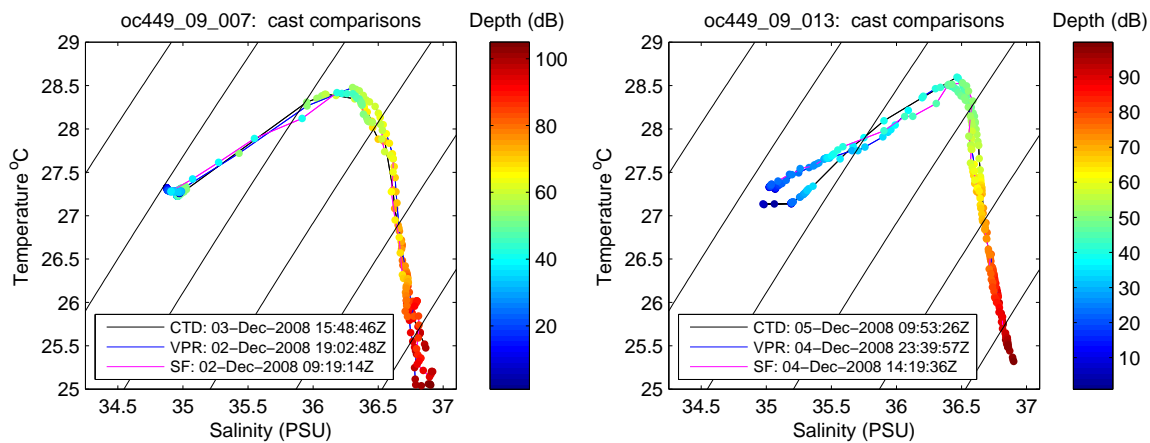 oc449_09_007: cast comparisons
Depth (dB)
29
28.5
28
27.5
27
26.5
26
25.5
25
Temperature °C
100
80
60
40
20
CTD: 03−Dec−2008 15:48:46Z
VPR: 02−Dec−2008 19:02:48Z
SF: 02−Dec−2008 09:19:14Z
34.5 35 35.5 36 36.5 37
Salinity (PSU)
oc449_09_013: cast comparisons
Depth (dB)
29
28.5
28
27.5
27
26.5
26
25.5
25
Temperature °C
90
80
70
60
50
40
30
20
10
CTD: 05−Dec−2008 09:53:26Z
VPR: 04−Dec−2008 23:39:57Z
SF: 04−Dec−2008 14:19:36Z
34.5 35 35.5 36 36.5 37
Salinity (PSU)